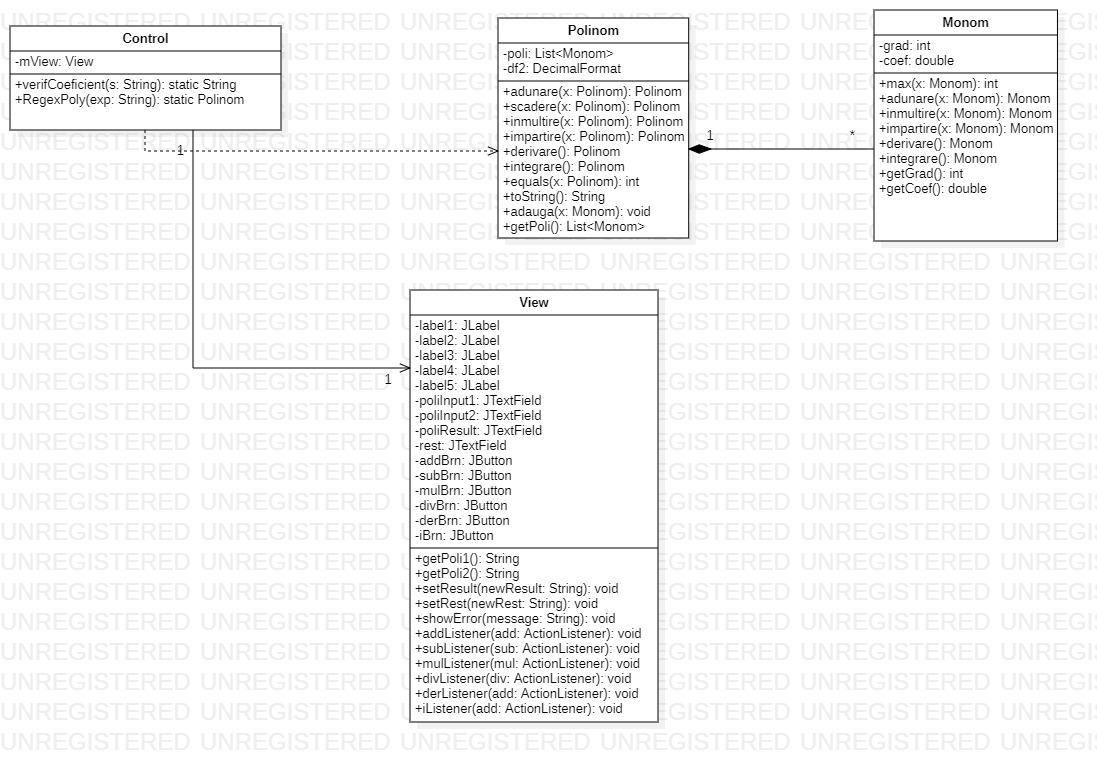 Control
-mView: View
+verifCoeficient(s: String): static String
+RegexPoly(exp: String): static Polinom
1
1
Polinom
-poli: List<Monom>
-df2: DecimalFormat
+adunare(x: Polinom): Polinom
+scadere(x: Polinom): Polinom
+inmultire(x: Polinom): Polinom
+impartire(x: Polinom): Polinom
+derivare(): Polinom
+integrare(): Polinom
+equals(x: Polinom): int
+toString(): String
+adauga(x: Monom): void
+getPoli(): List<Monom>
1
*
Monom
-grad: int
-coef: double
+max(x: Monom): int
+adunare(x: Monom): Monom
+inmultire(x: Monom): Monom
+impartire(x: Monom): Monom
+derivare(): Monom
+integrare(): Monom
+getGrad(): int
+getCoef(): double
View
-label1: JLabel
-label2: JLabel
-label3: JLabel
-label4: JLabel
-label5: JLabel
-poliInput1: JTextField
-poliInput2: JTextField
-poliResult: JTextField
-rest: JTextField
-addBrn: JButton
-subBrn: JButton
-mulBrn: JButton
-divBrn: JButton
-derBrn: JButton
-iBrn: JButton
+getPoli1(): String
+getPoli2(): String
+setResult(newResult: String): void
+setRest(newRest: String): void
+showError(message: String): void
+addListener(add: ActionListener): void
+subListener(sub: ActionListener): void
+mulListener(mul: ActionListener): void
+divListener(div: ActionListener): void
+derListener(add: ActionListener): void
+iListener(add: ActionListener): void
UNREGISTERED